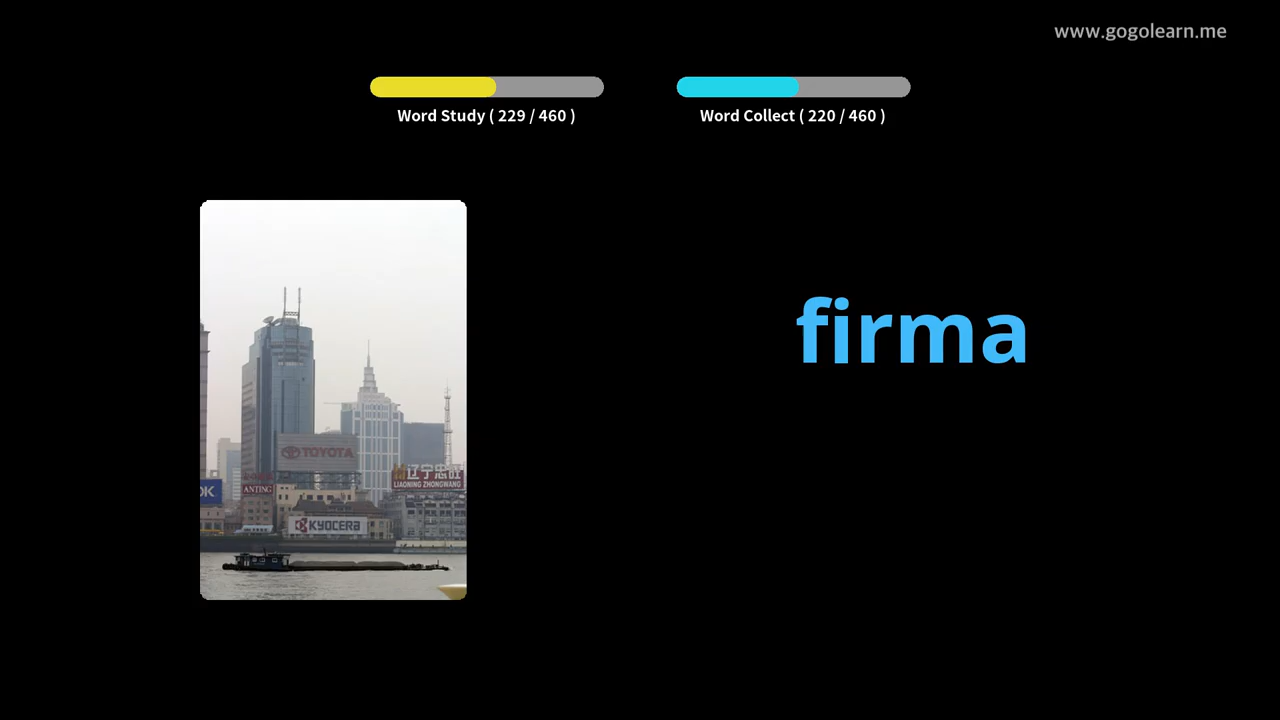 www.gogolearn.me
Word Study ( 229 / 460 )
Word Collect ( 220 / 460 )
firma
TOYOTA
辽宁忠旺
LIAONING ZHONGWANG
ANTING
KYOCERA